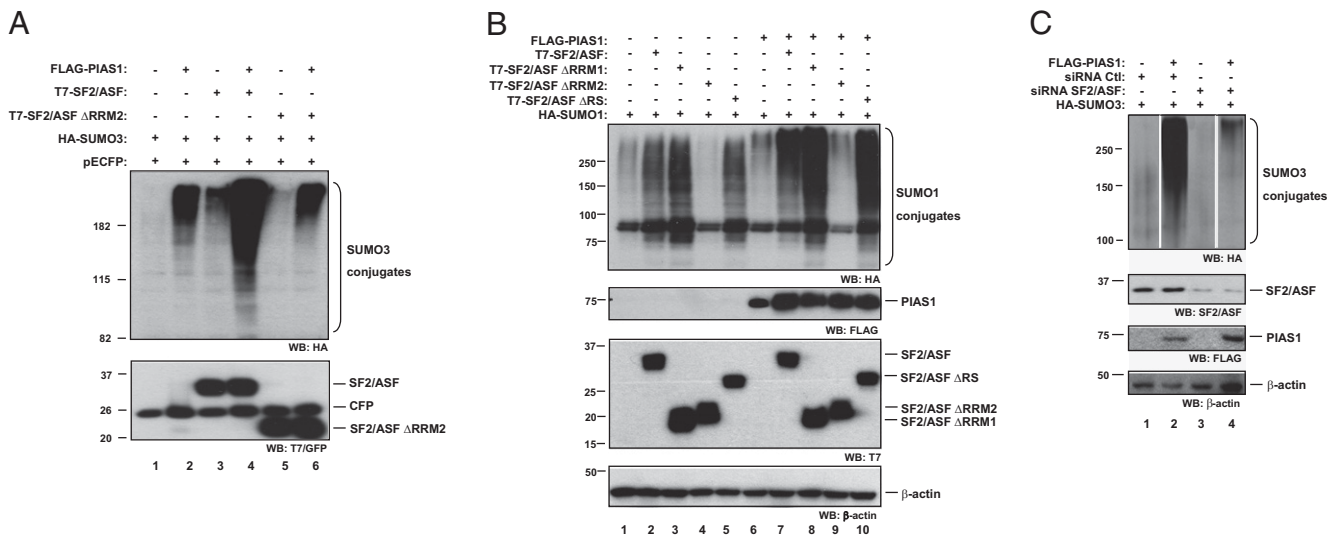 A
FLAG-PIAS1: - + - + - +
T7-SF2/ASF: - - + + - -
T7-SF2/ASF ΔRRM2: - - - - + +
HA-SUMO3: + + + + + +
pECFP: + + + + + +
182
115
82
SUMO3
conjugates
WB: HA
37
26
20
SF2/ASF
CFP
SF2/ASF ΔRRM2
WB: T7/GFP
1 2 3 4 5 6
B
FLAG-PIAS1: - - - - - + + + + +
T7-SF2/ASF: - + - - - - + - - -
T7-SF2/ASF ΔRRM1: - - + - - - - + - -
T7-SF2/ASF ΔRRM2: - - - + - - - - + -
T7-SF2/ASF ΔRS: - - - - + - - - - +
HA-SUMO1: + + + + + + + + + +
250
150
100
75
SUMO1
conjugates
WB: HA
75
PIAS1
WB: FLAG
37
25
20
15
SF2/ASF
SF2/ASF ΔRS
SF2/ASF ΔRRM2
SF2/ASF ΔRRM1
WB: T7
50
β-actin
WB: β-actin
1 2 3 4 5 6 7 8 9 10
C
FLAG-PIAS1: - + - +
siRNA Ctl: + + - -
siRNA SF2/ASF: - - + +
HA-SUMO3: + + + +
250
150
100
SUMO3
conjugates
WB: HA
37
SF2/ASF
WB: SF2/ASF
75
PIAS1
WB: FLAG
50
β-actin
WB: β-actin
1 2 3 4